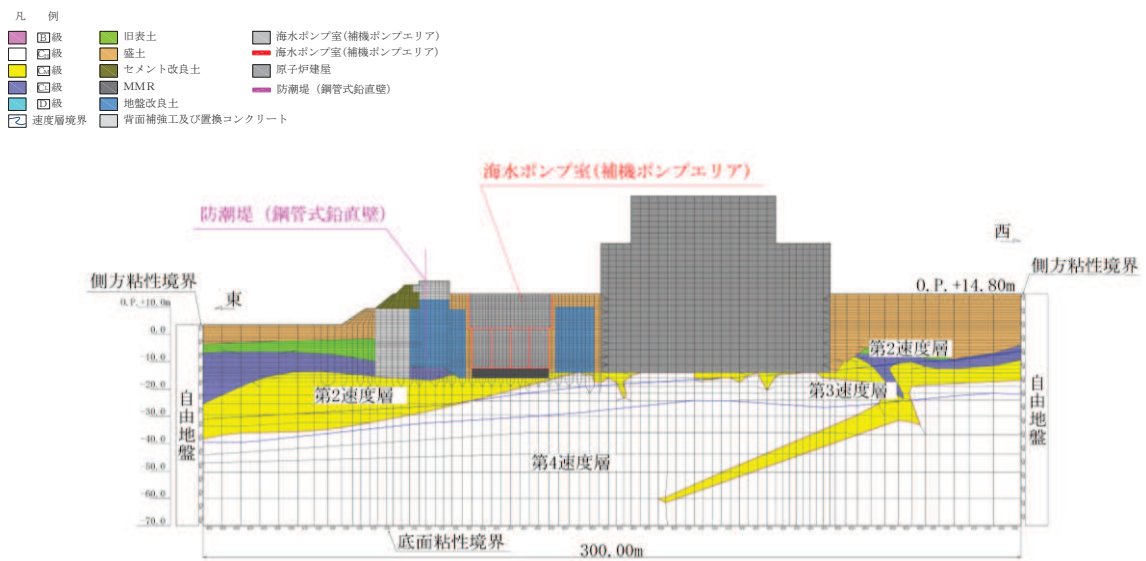 凡 例
B級
CH級
CM級
CL級
D級
速度層境界
旧表土
盛土
セメント改良土
MMR
地盤改良土
背面補強工及び置換コンクリート
海水ポンプ室(補機ポンプエリア)
海水ポンプ室(補機ポンプエリア)
原子炉建屋
防潮堤（鋼管式鉛直壁）
海水ポンプ室(補機ポンプエリア)
防潮堤（鋼管式鉛直壁）
西
側方粘性境界
側方粘性境界
O.P.+14.80m
東
O.P.+10.0m
0.0
-10.0
-20.0
-30.0
-40.0
-50.0
-60.0
-70.0
第2速度層
第2速度層
第3速度層
第4速度層
自由地盤
自由地盤
底面粘性境界
300.00m